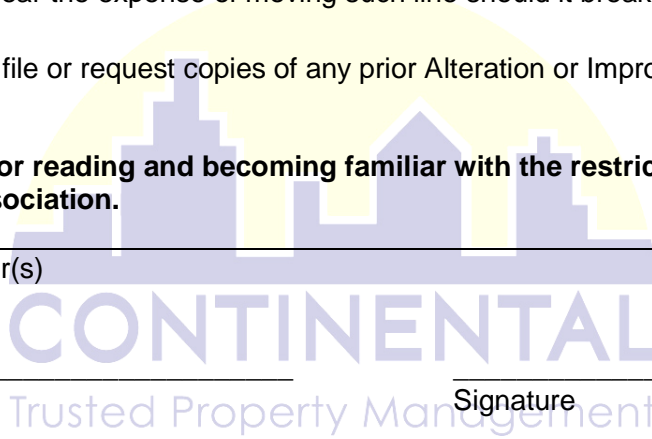 ear the expense of moving such line should it break
file or request copies of any prior Alteration or Impro
or reading and becoming familiar with the restric
sociation.
r(s)
CONTINENTAL
Signature
Trusted Property Management